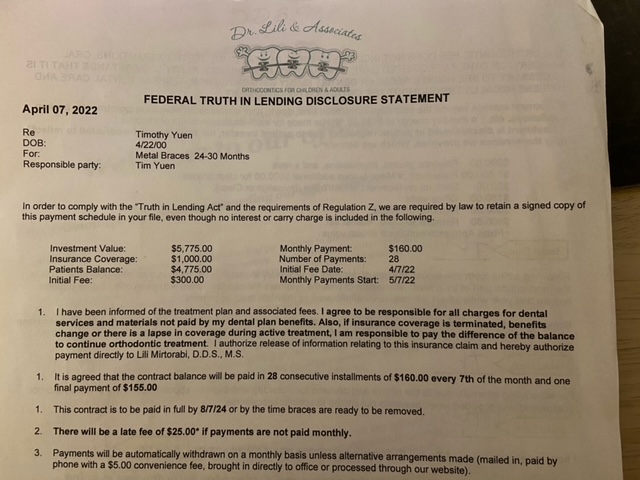 Dr. Lili & Associates
ORTHODONTICS FOR CHILDREN & ADULTS
FEDERAL TRUTH IN LENDING DISCLOSURE STATEMENT
April 07, 2022
Re Timothy Yuen
DOB: 4/22/00
For: Metal Braces 24-30 Months
Responsible party: Tim Yuen
In order to comply with the "Truth in Lending Act" and the requirements of Regulation Z, we are required by law to retain a signed copy of
this payment schedule in your file, even though no interest or carry charge is included in the following.
Investment Value: $5,775.00 Monthly Payment: $160.00
Insurance Coverage: $1,000.00 Number of Payments: 28
Patients Balance: $4,775.00 Initial Fee Date: 4/7/22
Initial Fee: $300.00 Monthly Payments Start: 5/7/22
1. I have been informed of the treatment plan and associated fees. I agree to be responsible for all charges for dental
services and materials not paid by my dental plan benefits. Also, if insurance coverage is terminated, benefits
change or there is a lapse in coverage during active treatment, I am responsible to pay the difference of the balance
to continue orthodontic treatment. I authorize release of information relating to this insurance claim and hereby authorize
payment directly to Lili Mirtorabi, D.D.S., M.S.
1. It is agreed that the contract balance will be paid in 28 consecutive installments of $160.00 every 7th of the month and one
final payment of $165.00
1. This contract is to be paid in full by 8/7/24 or by the time braces are ready to be removed.
2. There will be a late fee of $25.00* if payments are not paid monthly.
3. Payments will be automatically withdrawn on a monthly basis unless alternative arrangements made (mailed in, paid by
phone with a $5.00 convenience fee, brought in directly to office or processed through our website).